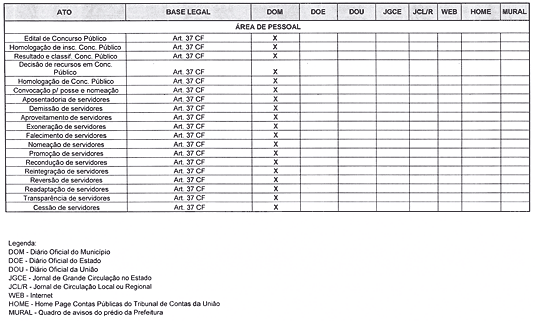 ATO BASE LEGAL DOM DOE DOU JGCE JCL/R WEB HOME MURAL
ÁREA DE PESSOAL
Edital de Concurso Público Art. 37 CF X
Homologação de insc. Conc. Público Art. 37 CF X
Resultado e classif. Conc. Público Art. 37 CF X
Decisão de recursos em Conc.
Público Art. 37 CF X
Homologação de Conc. Público Art. 37 CF X
Convocação p/ posse e nomeação Art. 37 CF X
Aposentadoria de servidores Art. 37 CF X
Demissão de servidores Art. 37 CF X
Aproveitamento de servidores Art. 37 CF X
Exoneração de servidores Art. 37 CF X
Falecimento de servidores Art. 37 CF X
Nomeação de servidores Art. 37 CF X
Promoção de servidores Art. 37 CF X
Recondução de servidores Art. 37 CF X
Reintegração de servidores Art. 37 CF X
Reversão de servidores Art. 37 CF X
Readaptação de servidores Art. 37 CF X
Transparência de servidores Art. 37 CF X
Cessão de servidores Art. 37 CF X
Legenda:
DOM - Diário Oficial do Município
DOE - Diário Oficial do Estado
DOU - Diário Oficial da União
JGCE - Jornal de Grande Circulação no Estado
JCL/R - Jornal de Circulação Local ou Regional
WEB - Internet
HOME - Home Page Contas Públicas do Tribunal de Contas da União
MURAL - Quadro de avisos do prédio da Prefeitura